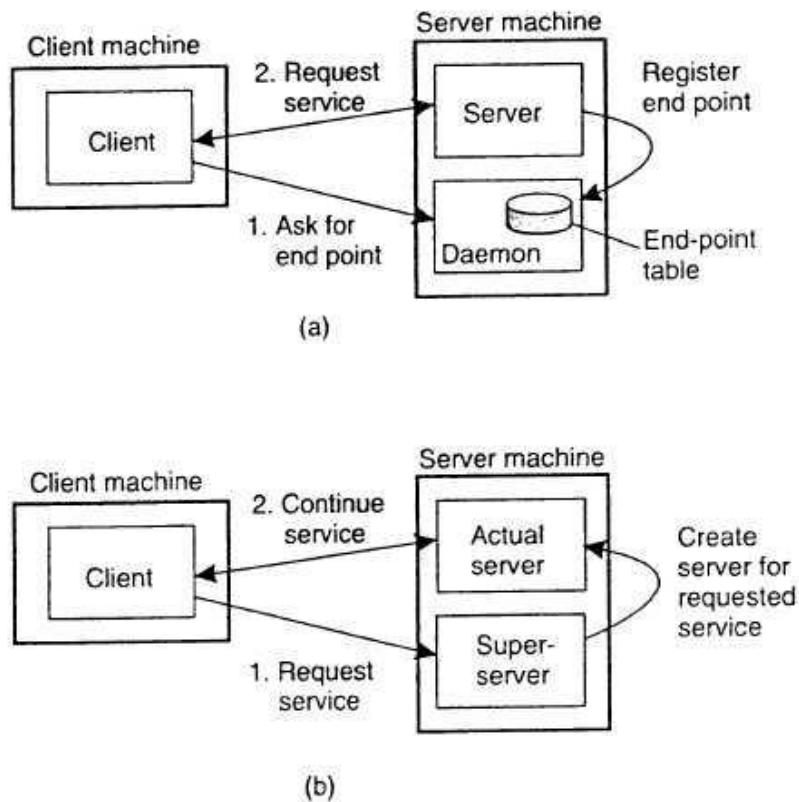 Client machine
Client
2. Request
service
1. Ask for
end point
Server machine
Server
Daemon
Register
end point
End-point
table
(a)
Client machine
Client
2. Continue
service
1. Request
service
Server machine
Actual
server
Super-
server
Create
server for
requested
service
(b)